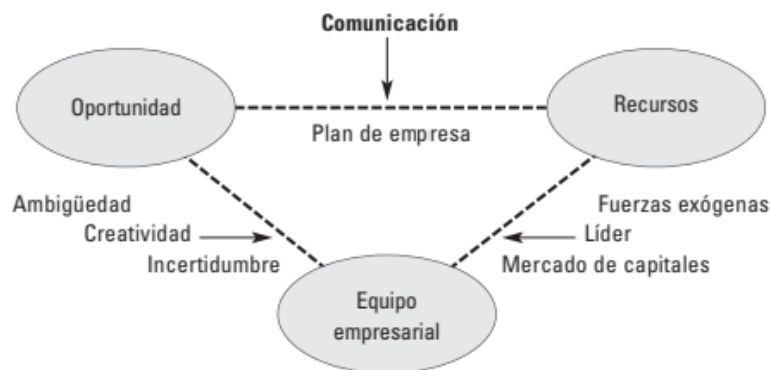 Comunicación
Oportunidad
Recursos
Plan de empresa
Ambigüedad
Fuerzas exógenas
Creatividad
Líder
Incertidumbre
Mercado de capitales
Equipo
empresarial